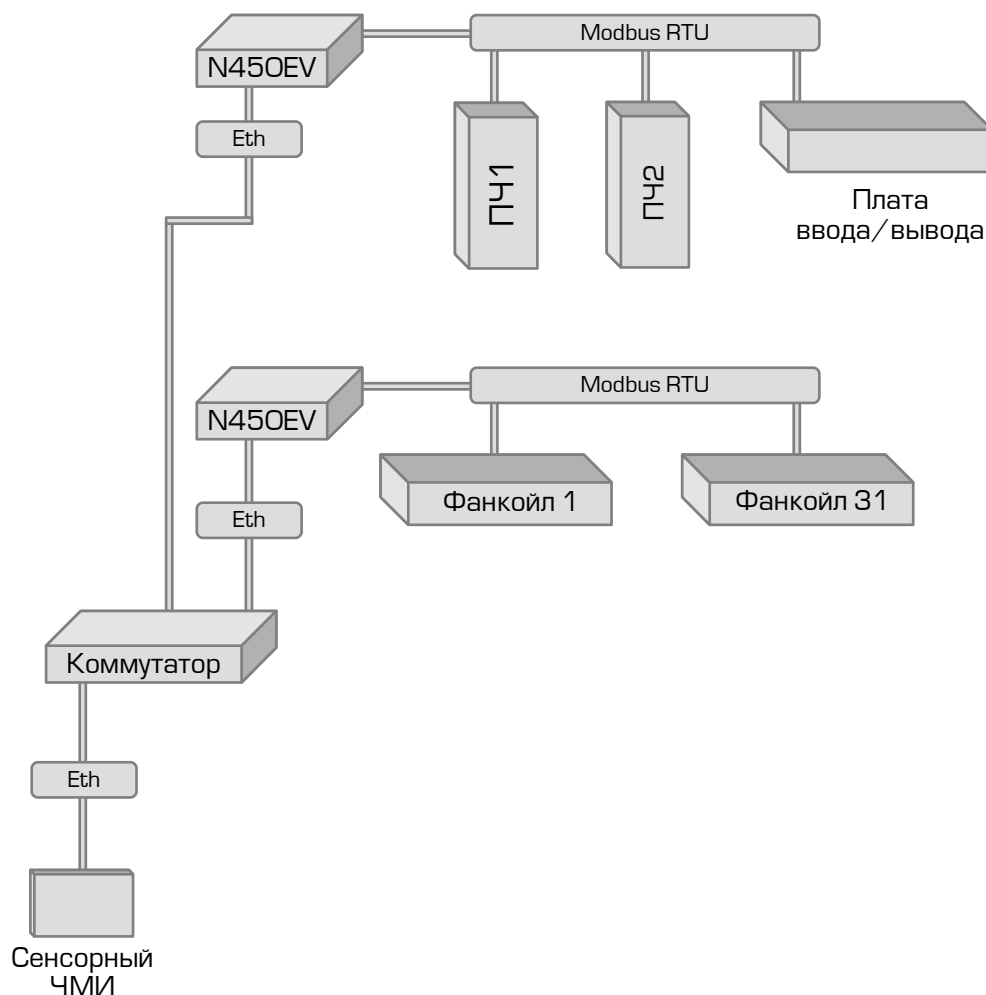 Modbus RTU
N450EV
Eth
ПЧ1
ПЧ2
Плата
ввода/вывода
Modbus RTU
N450EV
Фанкойл 1
Фанкойл 31
Eth
Коммутатор
Eth
Сенсорный
ЧМИ